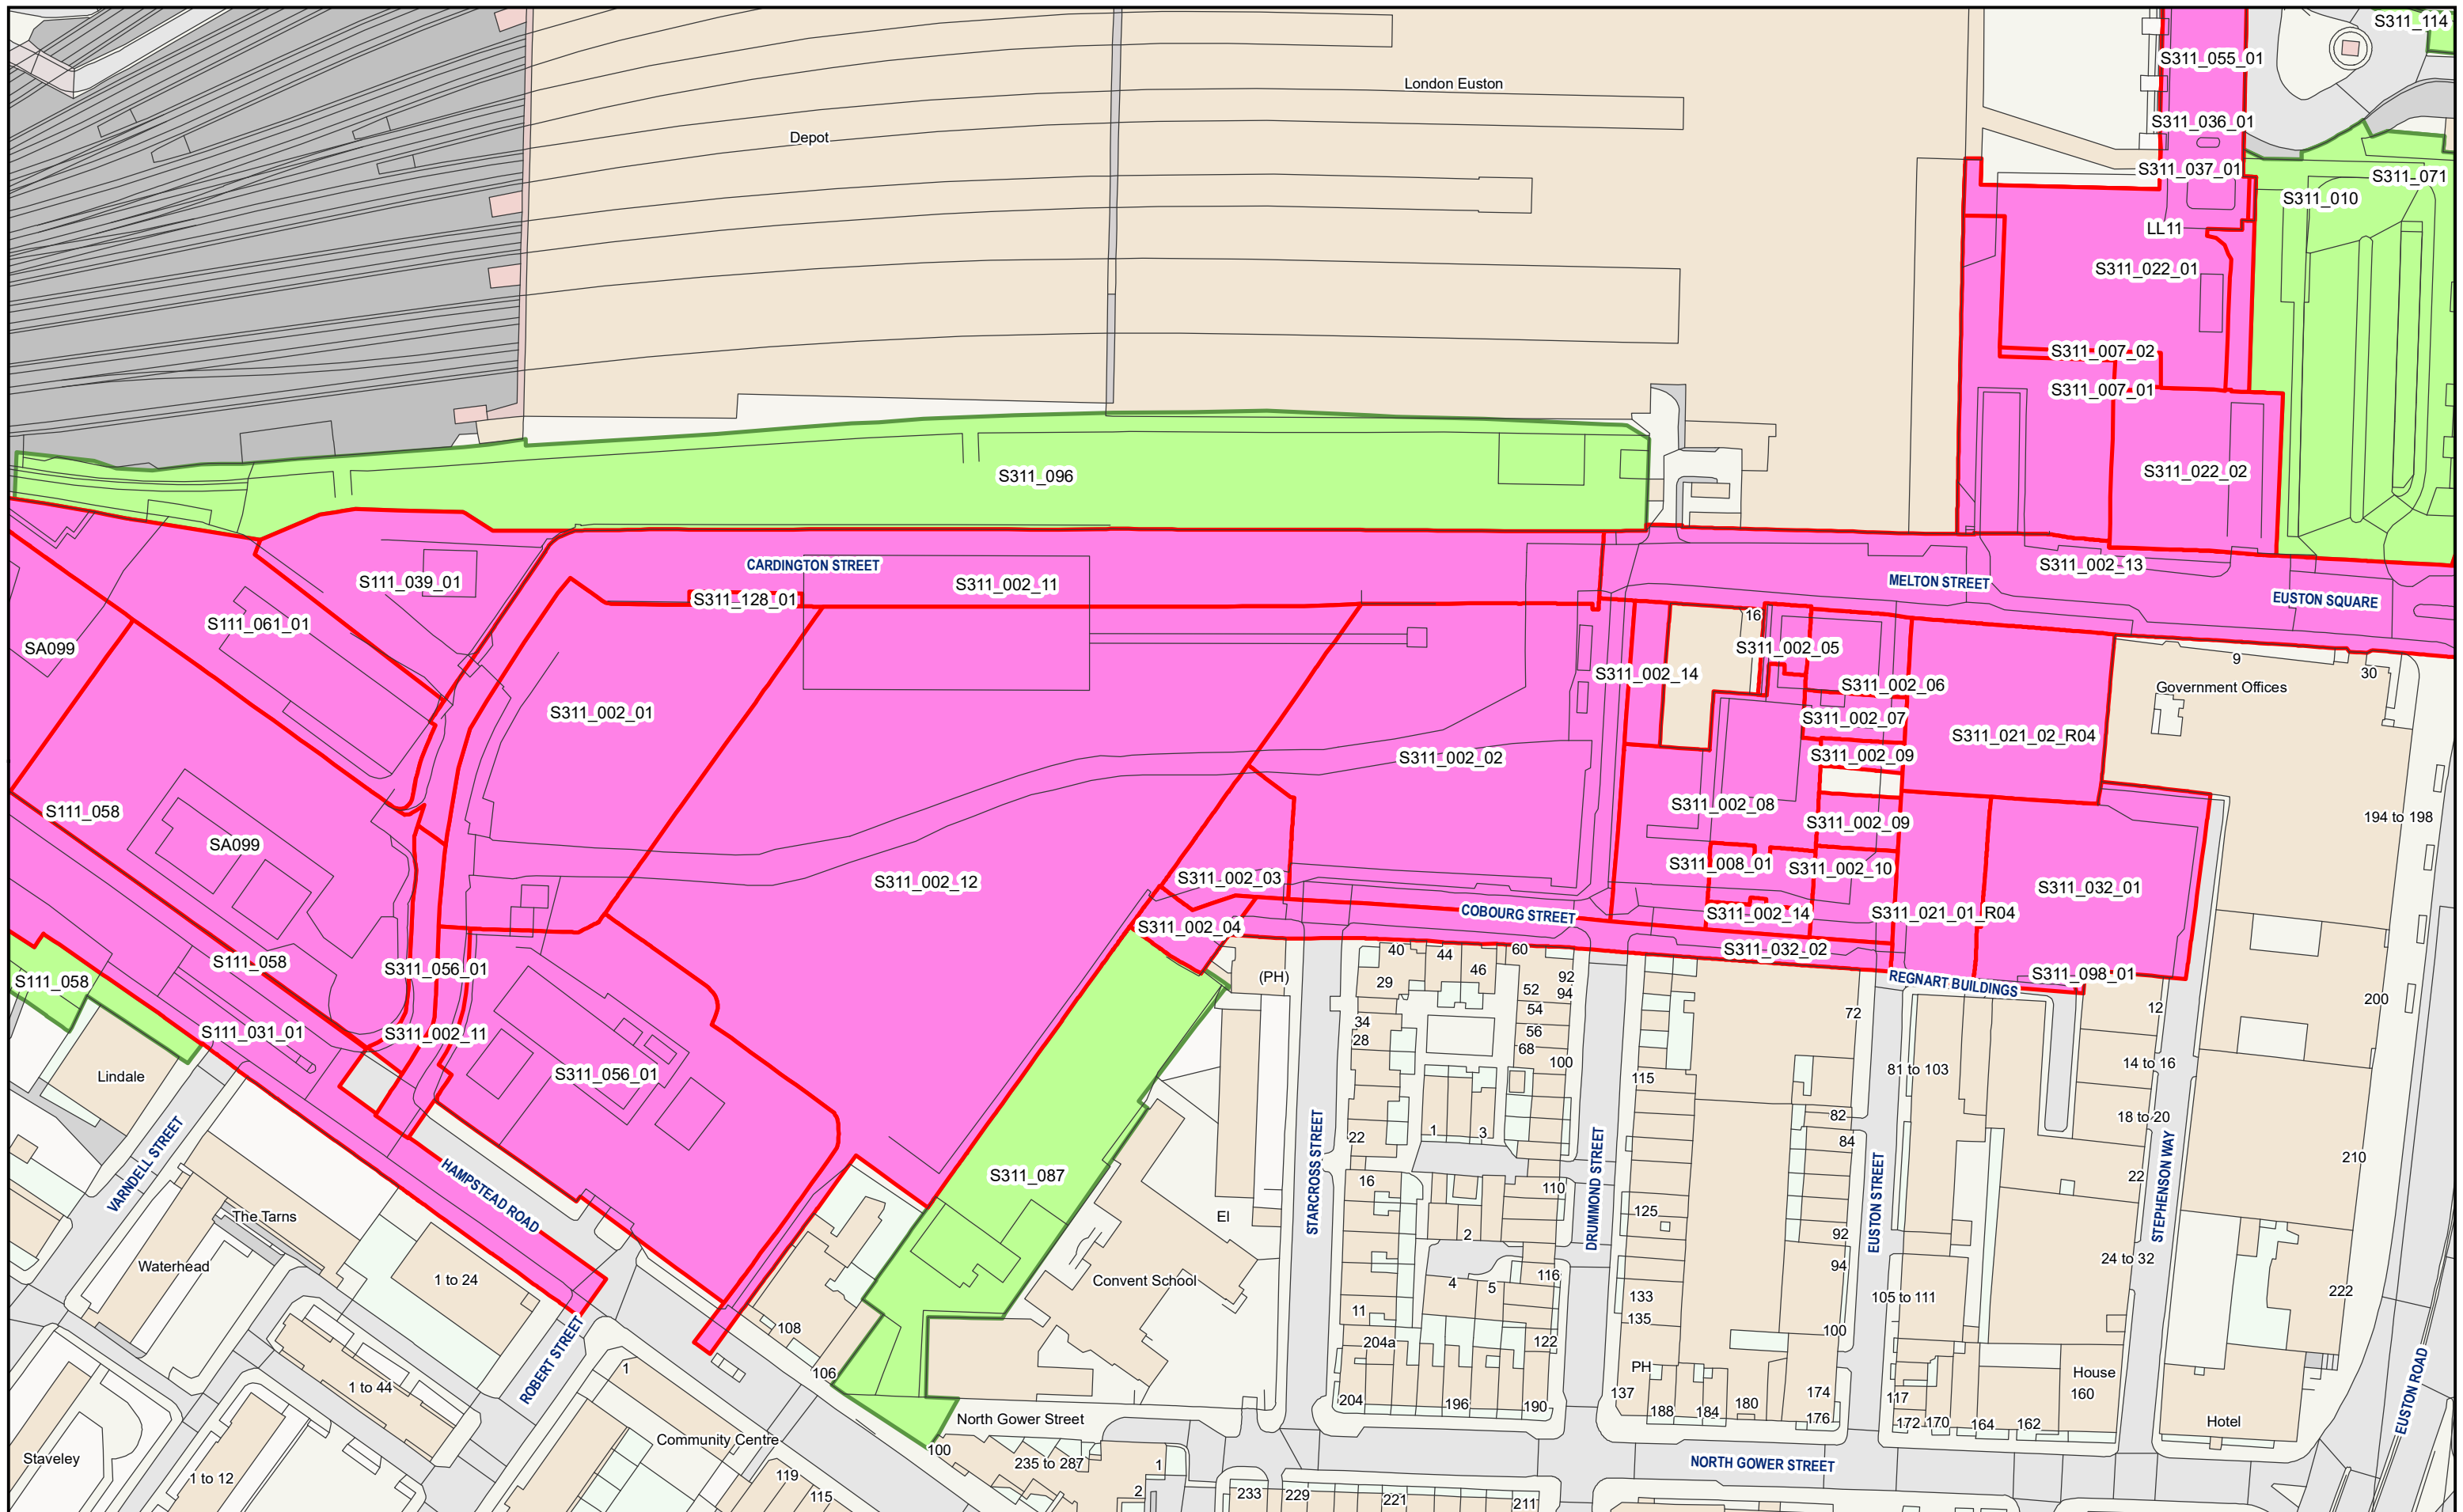 S311_114
S311_055_01
London Euston
S311_036_01
Depot
S311_037_01
S311_071
S311_010
LL11
S311_022_01
S311_007_02
S311_007_01
S311_022_02
S311_096
CARDINGTON STREET
S311_002_13
S111_039_01
S311_002_11
MELTON STREET
S311_128_01
EUSTON SQUARE
16
S111_061_01
SA099
S311_002_05
9
30
S311_002_14
S311_002_06
Government Offices
S311_002_01
S311_002_07
S311_021_02_R04
S311_002_02
S311_002_09
S311_002_08
S111_058
194 to 198
S311_002_09
SA099
S311_008_01
S311_002_10
S311_002_12
S311_002_03
S311_032_01
COBOURG STREET
S311_002_14
S311_021_01_R04
S311_002_04
40
44
60
S311_032_02
S111_058
S311_056_01
46
(PH)
92
S311_098_01
S111_058
29
52
94
REGNART BUILDINGS
200
54
12
72
34
S111_031_01
S311_002_11
56
28
68
100
14 to 16
81 to 103
S311_056_01
Lindale
115
18 to 20
82
1
3
22
84
VARNDELL STREET
STARCROSS STREET
DRUMMOND STREET
210
S311_087
16
22
HAMPSTEAD ROAD
110
EUSTON STREET
STEPHENSON WAY
The Tarns
El
125
2
92
24 to 32
Waterhead
94
1 to 24
Convent School
4
5
116
222
133
105 to 111
11
135
108
100
204a
122
ROBERT STREET
1
PH
106
House
EUSTON ROAD
1 to 44
137
174
117
160
204
196
190
188
184
180
176
North Gower Street
172
170
164
162
Hotel
Community Centre
100
Staveley
235 to 287
1
NORTH GOWER STREET
1 to 12
119
2
115
233
229
221
211